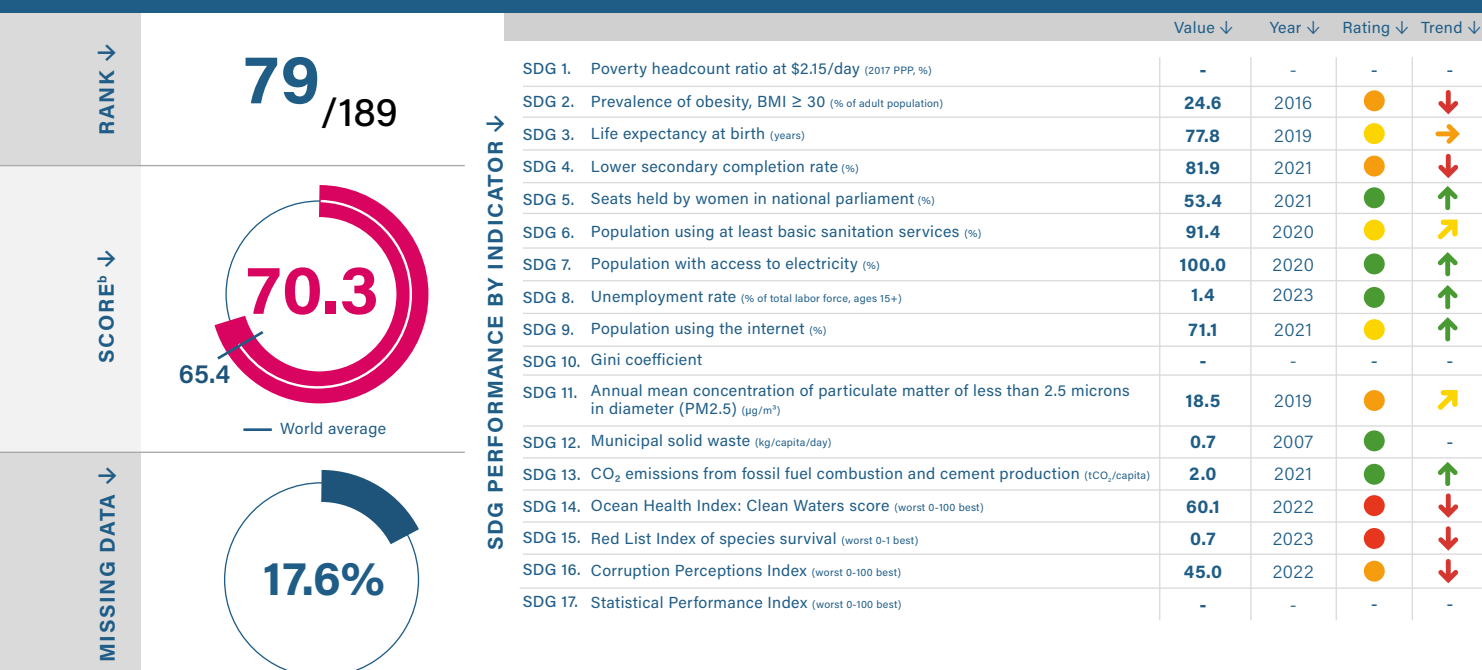 RANK →
79 /189
SCOREᵇ →
70.3
65.4
World average
MISSING DATA →
17.6%
SDG PERFORMANCE BY INDICATOR →
Value ↓ Year ↓ Rating ↓ Trend ↓
SDG 1. Poverty headcount ratio at $2.15/day (2017 PPP, %) - - - -
SDG 2. Prevalence of obesity, BMI ≥ 30 (% of adult population) 24.6 2016
SDG 3. Life expectancy at birth (years) 77.8 2019
SDG 4. Lower secondary completion rate (%) 81.9 2021
SDG 5. Seats held by women in national parliament (%) 53.4 2021
SDG 6. Population using at least basic sanitation services (%) 91.4 2020
SDG 7. Population with access to electricity (%) 100.0 2020
SDG 8. Unemployment rate (% of total labor force, ages 15+) 1.4 2023
SDG 9. Population using the internet (%) 71.1 2021
SDG 10. Gini coefficient - - - -
SDG 11. Annual mean concentration of particulate matter of less than 2.5 microns
in diameter (PM2.5) (μg/m³) 18.5 2019
SDG 12. Municipal solid waste (kg/capita/day) 0.7 2007 -
SDG 13. CO₂ emissions from fossil fuel combustion and cement production (tCO₂/capita) 2.0 2021
SDG 14. Ocean Health Index: Clean Waters score (worst 0-100 best) 60.1 2022
SDG 15. Red List Index of species survival (worst 0-1 best) 0.7 2023
SDG 16. Corruption Perceptions Index (worst 0-100 best) 45.0 2022
SDG 17. Statistical Performance Index (worst 0-100 best) - - - -